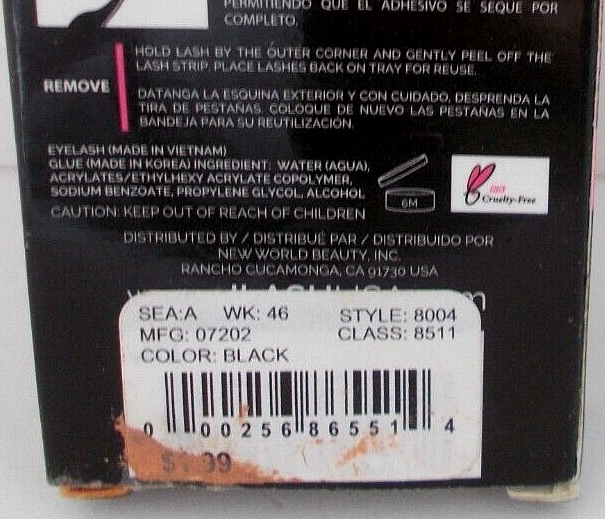 PERMITIENDO QUE EL ADHESIVO SE SEQUE POR
COMPLETO.
REMOVE
HOLD LASH BY THE OUTER CORNER AND GENTLY PEEL OFF THE
LASH STRIP. PLACE LASHES BACK ON TRAY FOR REUSE.
DATANGA LA ESQUINA EXTERIOR Y CON CUIDADO, DESPRENDA LA
TIRA DE PESTAÑAS, COLOQUE DE NUEVO LAS PESTAÑAS EN LA
BANDEJA PARA SU REUTILIZACIÓN.
EYELASH (MADE IN VIETNAM)
GLUE (MADE IN KOREA) INGREDIENT: WATER (AGUA),
ACRYLATES/ETHYLHEXY ACRYLATE COPOLYMER,
SODIUM BENZOATE, PROPYLENE GLYCOL, ALCOHOL
6M
Cruelty-Free
CAUTION: KEEP OUT OF REACH OF CHILDREN
DISTRIBUTED BY / DISTRIBUÉ PAR / DISTRIBUIDO POR
NEW WORLD BEAUTY, INC.
RANCHO CUCAMONGA, CA 91730 USA
SEA:A WK: 46 STYLE: 8004
MFG: 07202 CLASS: 8511
COLOR: BLACK
0 00256 86551 4